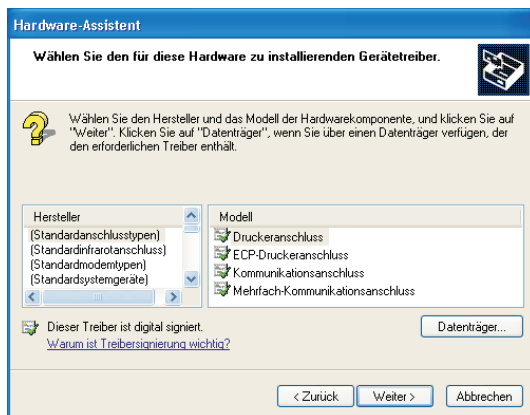 Hardware-Assistent
Wählen Sie den für diese Hardware zu installierenden Gerätetreiber.
Wählen Sie den Hersteller und das Modell der Hardwarekomponente, und klicken Sie auf
"Weiter". Klicken Sie auf "Datenträger", wenn Sie über einen Datenträger verfügen, der
den erforderlichen Treiber enthält.
Hersteller
(Standardanschlusstypen)
(Standardinfrarotanschluss)
(Standardmodemtypen)
(Standardsystemgeräte)
Modell
Druckeranschluss
ECP-Druckeranschluss
Kommunikationsanschluss
Mehrfach-Kommunikationsanschluss
Dieser Treiber ist digital signiert.
Warum ist Treibersignierung wichtig?
Datenträger...
< Zurück
Weiter >
Abbrechen